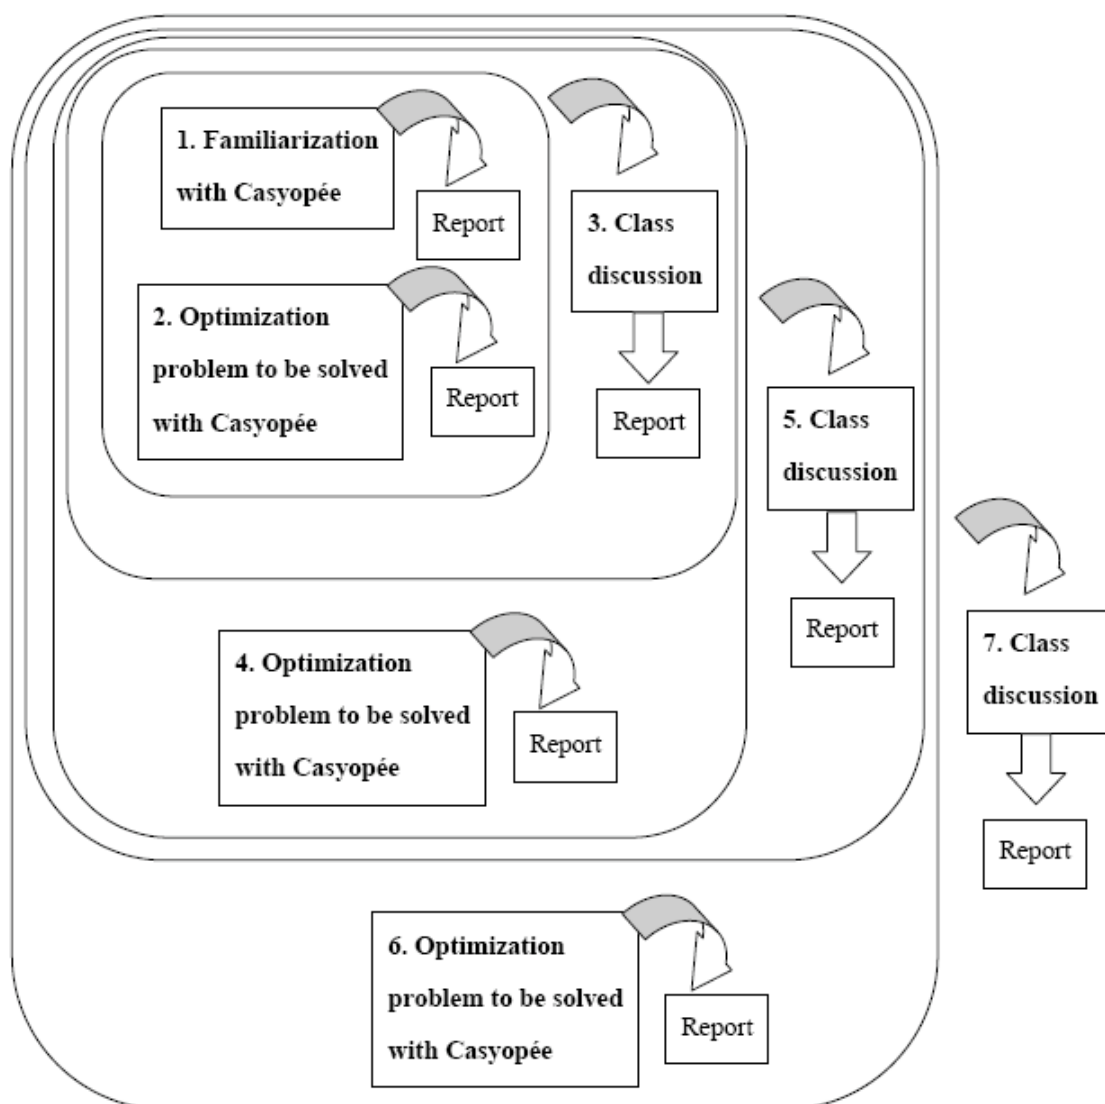 1. Familiarization
with Casyopée
Report
2. Optimization
problem to be solved
with Casyopée
Report
3. Class
discussion
Report
4. Optimization
problem to be solved
with Casyopée
Report
5. Class
discussion
Report
6. Optimization
problem to be solved
with Casyopée
Report
7. Class
discussion
Report